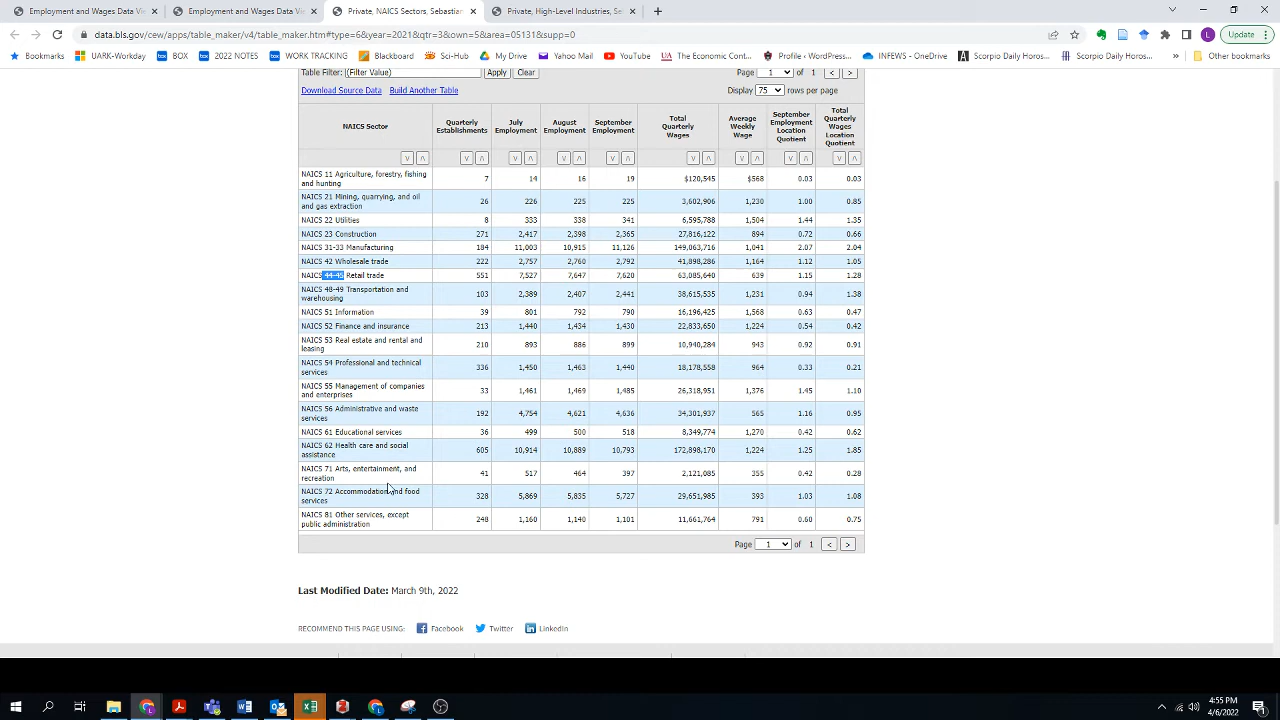 Employment and Wages Data Vi
Employment and Wages Data Vi
Private, NAICS Sectors, Sebastian
Private, High-Level Industries, Se
data.bls.gov/cew/apps/table_maker/v4/table_maker.htm#type=6&year=2021&qtr=3&own=5&area=05131&supp=0
Update
Bookmarks UARK-Workday BOX 2022 NOTES WORK TRACKING Blackboard Sci-Hub My Drive Yahoo Mail YouTube The Economic Cont... Profile ‹ WordPress... INFEWS - OneDrive Scorpio Daily Horos... Scorpio Daily Horos... » Other bookmarks
Table Filter: (Filter Value) Apply Clear Page 1 of 1 < >
Download Source Data Build Another Table Display 75 rows per page
NAICS Sector
Quarterly
Establishments
July
Employment
August
Employment
September
Employment
Total
Quarterly
Wages
Average
Weekly
Wage
September
Employment
Location
Quotient
Total
Quarterly
Wages
Location
Quotient
NAICS 11 Agriculture, forestry, fishing
and hunting
7 14 16 19 $120,545 $568 0.03 0.03
NAICS 21 Mining, quarrying, and oil
and gas extraction
26 226 225 225 3,602,906 1,230 1.00 0.85
NAICS 22 Utilities 8 333 338 341 6,595,788 1,504 1.44 1.35
NAICS 23 Construction 271 2,417 2,398 2,365 27,816,122 894 0.72 0.66
NAICS 31-33 Manufacturing 184 11,003 10,915 11,126 149,063,716 1,041 2.07 2.04
NAICS 42 Wholesale trade 222 2,757 2,760 2,792 41,898,286 1,164 1.12 1.05
NAICS 44-45 Retail trade 551 7,527 7,647 7,620 63,085,640 639 1.15 1.28
NAICS 48-49 Transportation and
warehousing
103 2,389 2,407 2,441 38,615,535 1,231 0.94 1.38
NAICS 51 Information 39 801 792 790 16,196,425 1,568 0.63 0.47
NAICS 52 Finance and insurance 213 1,440 1,434 1,430 22,833,650 1,224 0.54 0.42
NAICS 53 Real estate and rental and
leasing
210 893 886 899 10,940,284 943 0.92 0.91
NAICS 54 Professional and technical
services
336 1,450 1,463 1,440 18,178,558 964 0.33 0.21
NAICS 55 Management of companies
and enterprises
33 1,461 1,469 1,485 26,318,951 1,376 1.45 1.10
NAICS 56 Administrative and waste
services
192 4,754 4,621 4,636 34,301,937 565 1.16 0.95
NAICS 61 Educational services 36 499 500 518 8,349,774 1,270 0.42 0.62
NAICS 62 Health care and social
assistance
605 10,914 10,889 10,793 172,898,170 1,224 1.25 1.85
NAICS 71 Arts, entertainment, and
recreation
41 517 464 397 2,121,085 355 0.42 0.28
NAICS 72 Accommodation and food
services
328 5,869 5,835 5,727 29,651,985 393 1.03 1.08
NAICS 81 Other services, except
public administration
248 1,160 1,140 1,101 11,661,764 791 0.60 0.75
Page 1 of 1 < >
Last Modified Date: March 9th, 2022
RECOMMEND THIS PAGE USING: Facebook Twitter LinkedIn
4:55 PM
4/6/2022